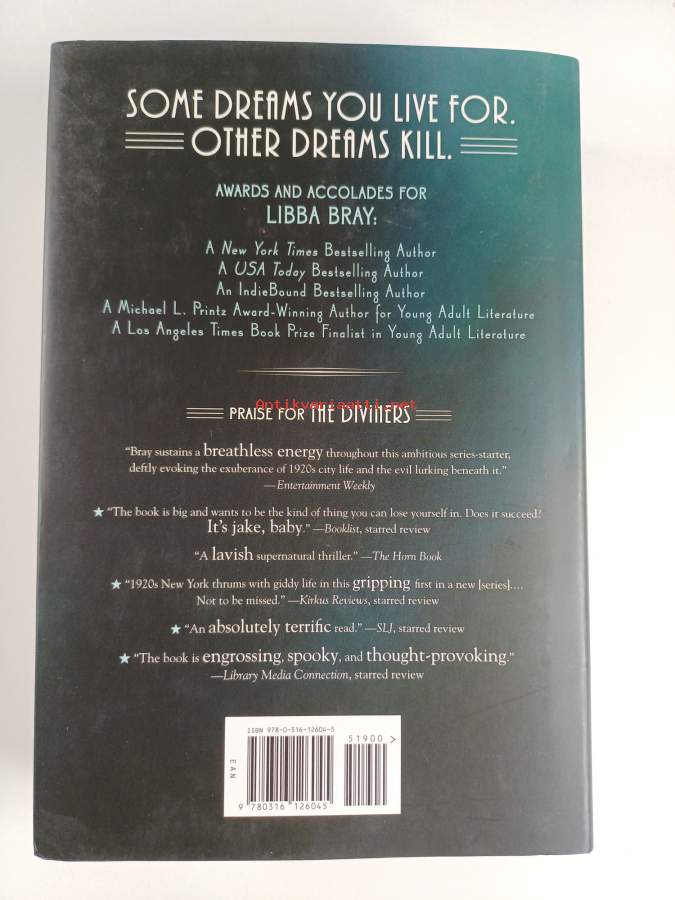 SOME DREAMS YOU LIVE FOR.
OTHER DREAMS KILL.
AWARDS AND ACCOLADES FOR
LIBBA BRAY:
A New York Times Bestselling Author
A USA Today Bestselling Author
An IndieBound Bestselling Author
A Michael L. Printz Award-Winning Author for Young Adult Literature
A Los Angeles Times Book Prize Finalist in Young Adult Literature
Antikvariaatti.net
PRAISE FOR THE DIVINERS
“Bray sustains a breathless energy throughout this ambitious series-starter,
deftly evoking the exuberance of 1920s city life and the evil lurking beneath it.”
—Entertainment Weekly
★ “The book is big and wants to be the kind of thing you can lose yourself in. Does it succeed?
It’s jake, baby.” —Booklist, starred review
“A lavish supernatural thriller.” —The Horn Book
★ “1920s New York thrums with giddy life in this gripping first in a new [series]....
Not to be missed.” —Kirkus Reviews, starred review
★ “An absolutely terrific read.” —SLJ, starred review
★ “The book is engrossing, spooky, and thought-provoking.”
—Library Media Connection, starred review
ISBN 978-0-316-12604-5
51900 >
EAN
9 780316 126045